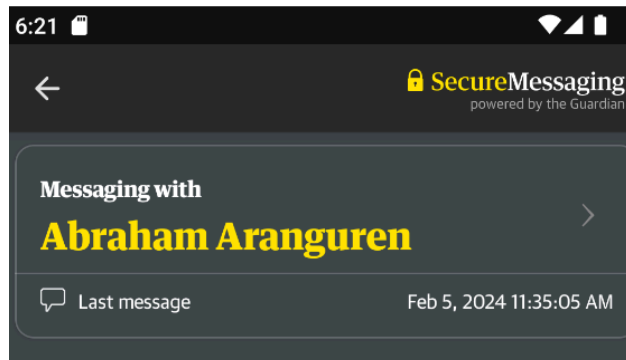 6:21
SecureMessaging
powered by the Guardian
Messaging with
Abraham Aranguren
Last message Feb 5, 2024 11:35:05 AM